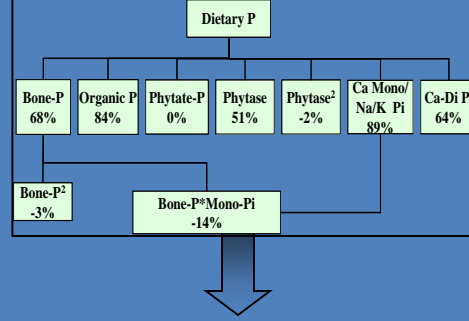 Dietary P
Bone-P
68%
Organic P
84%
Phytate-P
0%
Phytase
51%
Phytase²
-2%
Ca Mono/
Na/K Pi
89%
Ca-Di P
64%
Bone-P²
-3%
Bone-P*Mono-Pi
-14%